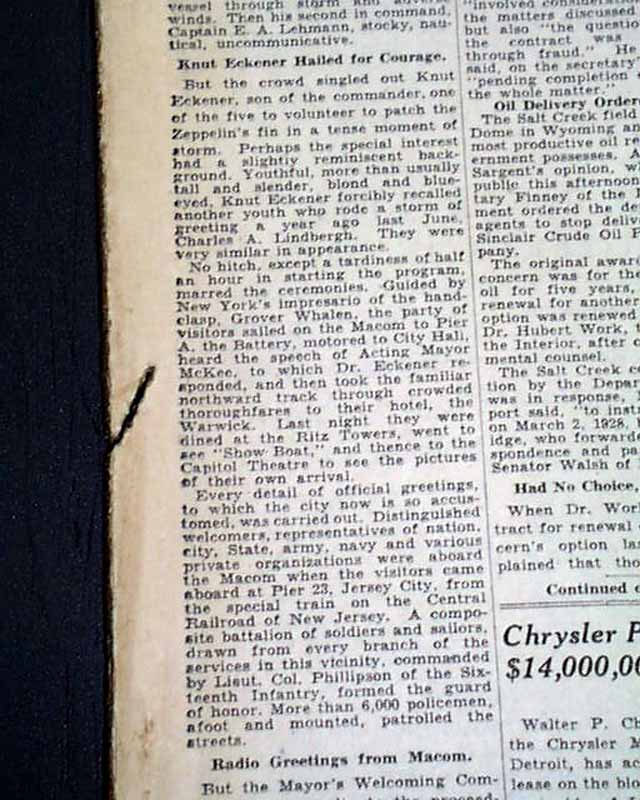 vessel through storm and adverse
winds. Then his second in command,
Captain E. A. Lehmann, stocky, nau-
tical, uncommunicative.
Knut Eckener Hailed for Courage.
But the crowd singled out Knut
Eckener, son of the commander, one
of the five to volunteer to patch the
Zeppelin's fin in a tense moment of
storm. Perhaps the special interest
had a slightly reminiscent back-
ground. Youthful, more than usually
tall and slender, blond and blue-
eyed, Knut Eckener forcibly recalled
another youth who rode a storm of
greeting a year ago last June,
Charles A. Lindbergh. They were
very similar in appearance.
No hitch, except a tardiness of half
an hour in starting the program,
marred the ceremonies. Guided by
New York's impresario of the hand-
clasp, Grover Whalen, the party of
visitors sailed on the Macom to Pier
A, the Battery, motored to City Hall,
heard the speech of Acting Mayor
McKee, to which Dr. Eckener re-
sponded, and then took the familiar
northward track through crowded
thoroughfares to their hotel, the
Warwick. Last night they were
dined at the Ritz Towers, went to
see "Show Boat," and thence to the
Capitol Theatre to see the pictures
of their own arrival.
Every detail of official greetings,
to which the city now is so accus-
tomed, was carried out. Distinguished
welcomers, representatives of nation,
city, State, army, navy and various
private organizations were aboard
the Macom when the visitors came
aboard at Pier 23, Jersey City, from
the special train on the Central
Railroad of New Jersey. A compo-
site battalion of soldiers and sailors,
drawn from every branch of the
services in this vicinity, commanded
by Lieut. Col. Phillipson of the Six-
teenth Infantry, formed the guard
of honor. More than 6,000 policemen,
afoot and mounted, patrolled the
streets.
Radio Greetings from Macom.
But the Mayor's Welcoming Com-
"involved
the matters discussed
but also "the questio
the contract was
through fraud." He
said, on the secretary'
"pending completion
the whole matter."
Oil Delivery Ordere
The Salt Creek field
Dome in Wyoming an
most productive oil re
ernment possesses. A
Sargent's opinion, w
public this afternoon
tary Finney of the I
ment ordered the de
agents to stop deliv
Sinclair Crude Oil P
pany.
The original awar
concern was for the
oil for five years,
renewal for another
option was renewed
Dr. Hubert Work,
the Interior, after c
mental counsel.
The Salt Creek co
tion by the Depa
was in response,
port said, "to inst
on March 2, 1928,
idge, who forward
spondence and pa
Senator Walsh of
Had No Choice,
When Dr. Work
tract for renewal
cern's option la
plained that tho
Continued o
Chrysler P
$14,000,00
Walter P. Ch
the Chrysler M
Detroit, has ac
lease on the blo